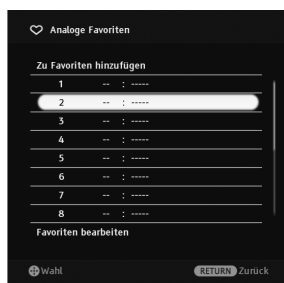 Analoge Favoriten
Zu Favoriten hinzufügen
1 -- : -----
2 -- : -----
3 -- : -----
4 -- : -----
5 -- : -----
6 -- : -----
7 -- : -----
8 -- : -----
Favoriten bearbeiten
Wahl RETURN Zurück